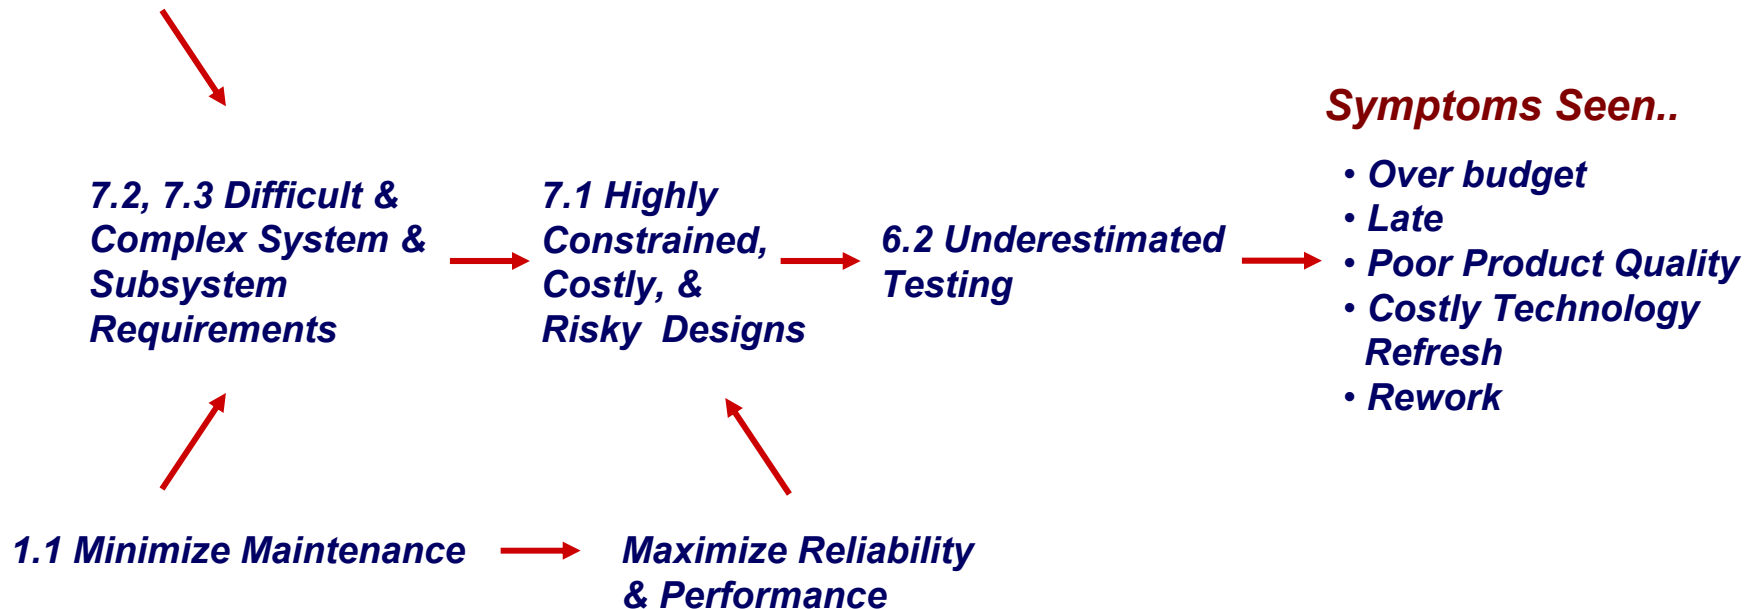 Symptoms Seen..
7.2, 7.3 Difficult &
Complex System &
Subsystem
Requirements
7.1 Highly
Constrained,
Costly, &
Risky Designs
6.2 Underestimated
Testing
• Over budget
• Late
• Poor Product Quality
• Costly Technology
Refresh
• Rework
1.1 Minimize Maintenance
Maximize Reliability
& Performance